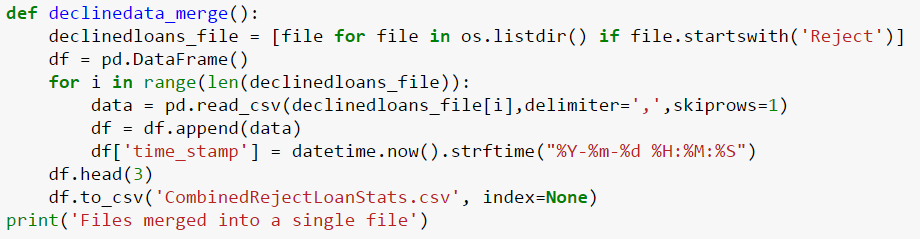 def declinedata_merge():
    declinedloans_file = [file for file in os.listdir() if file.startswith('Reject')]
    df = pd.DataFrame()
    for i in range(len(declinedloans_file)):
        data = pd.read_csv(declinedloans_file[i],delimiter=',',skiprows=1)
        df = df.append(data)
        df['time_stamp'] = datetime.now().strftime("%Y-%m-%d %H:%M:%S")
    df.head(3)
    df.to_csv('CombinedRejectLoanStats.csv', index=None)
print('Files merged into a single file')